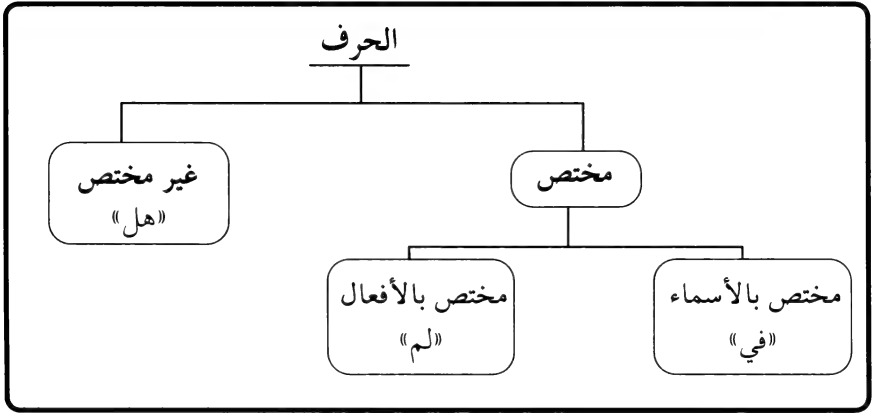 الحرف
مختص
غير مختص
«هل»
مختص بالأسماء
«في»
مختص بالأفعال
«لم»